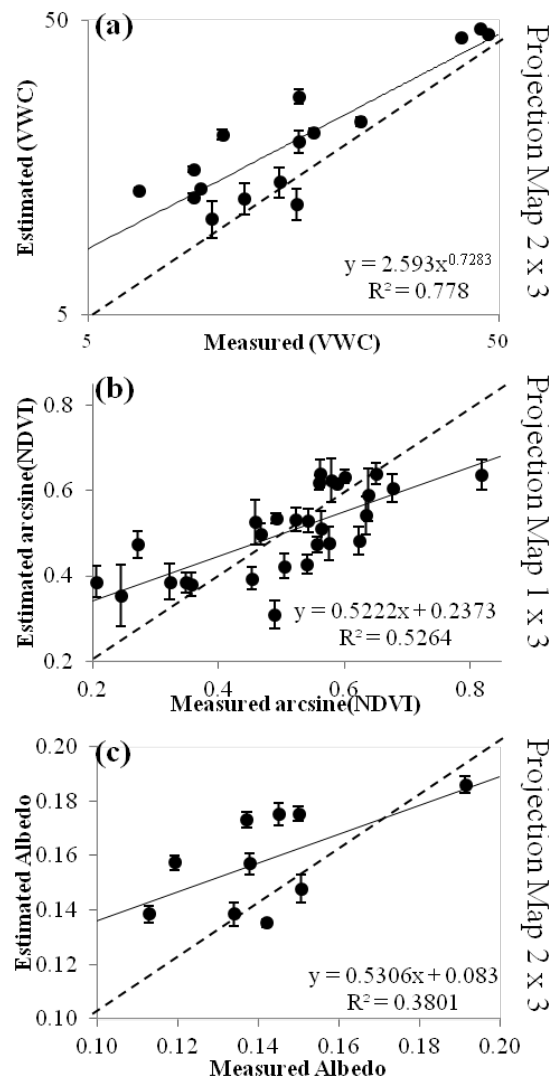 (a)
50
5
5
50
Estimated (VWC)
Measured (VWC)
y = 2.593x^0.7283
R² = 0.778
Projection Map 2 x 3
(b)
0.8
0.6
0.4
0.2
0.2
0.4
0.6
0.8
Estimated arcsine(NDVI)
Measured arcsine(NDVI)
y = 0.5222x + 0.2373
R² = 0.5264
Projection Map 1 x 3
(c)
0.20
0.18
0.16
0.14
0.12
0.10
0.10
0.12
0.14
0.16
0.18
0.20
Estimated Albedo
Measured Albedo
y = 0.5306x + 0.083
R² = 0.3801
Projection Map 2 x 3